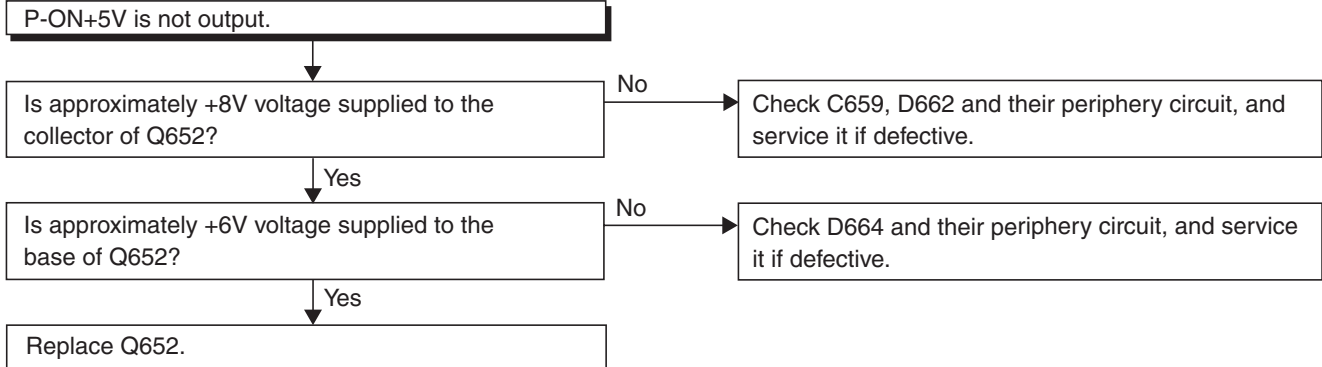 P-ON+5V is not output.
Is approximately +8V voltage supplied to the
collector of Q652?
No
Check C659, D662 and their periphery circuit, and
service it if defective.
Yes
Is approximately +6V voltage supplied to the
base of Q652?
No
Check D664 and their periphery circuit, and service
it if defective.
Yes
Replace Q652.